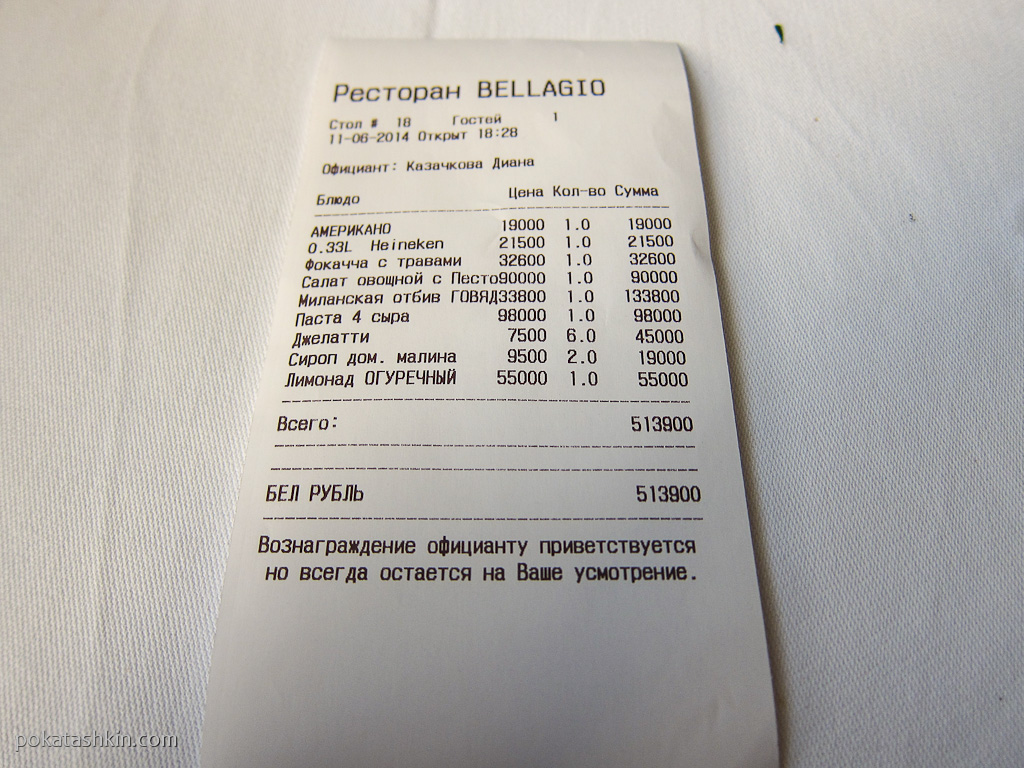 Ресторан BELLAGIO
Стол # 18 Гостей 1
11-06-2014 Открыт 18:28
Официант: Казачкова Диана
Блюдо Цена Кол-во Сумма
АМЕРИКАНО 19000 1.0 19000
0.33L Heineken 21500 1.0 21500
Фокачча с травами 32600 1.0 32600
Салат овощной с Песто90000 1.0 90000
Миланская отбив ГОВЯД33800 1.0 133800
Паста 4 сыра 98000 1.0 98000
Джелатти 7500 6.0 45000
Сироп дом. малина 9500 2.0 19000
Лимонад ОГУРЕЧНЫЙ 55000 1.0 55000
Всего: 513900
БЕЛ РУБЛЬ 513900
Вознаграждение официанту приветствуется
но всегда остается на Ваше усмотрение.
pokatashkin.com